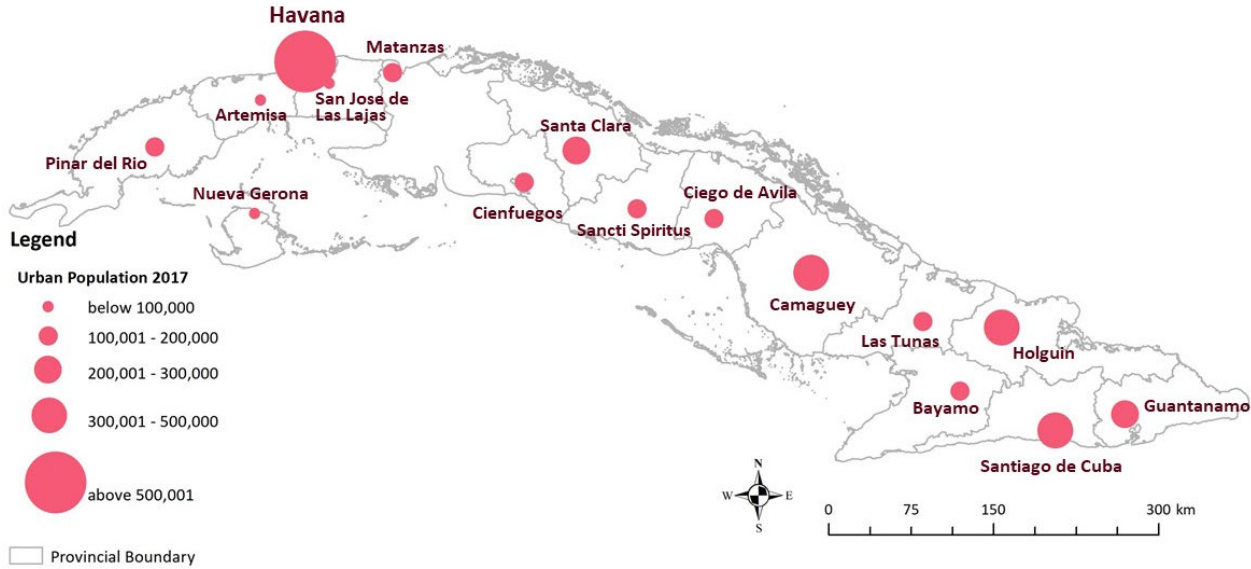 Havana
Matanzas
San Jose de
Las Lajas
Artemisa
Pinar del Rio
Nueva Gerona
Santa Clara
Cienfuegos
Sancti Spiritus
Ciego de Avila
Camaguey
Las Tunas
Holguin
Bayamo
Guantanamo
Santiago de Cuba
Legend
Urban Population 2017
below 100,000
100,001 - 200,000
200,001 - 300,000
300,001 - 500,000
above 500,001
Provincial Boundary
N
W E
S
0 75 150 300 km